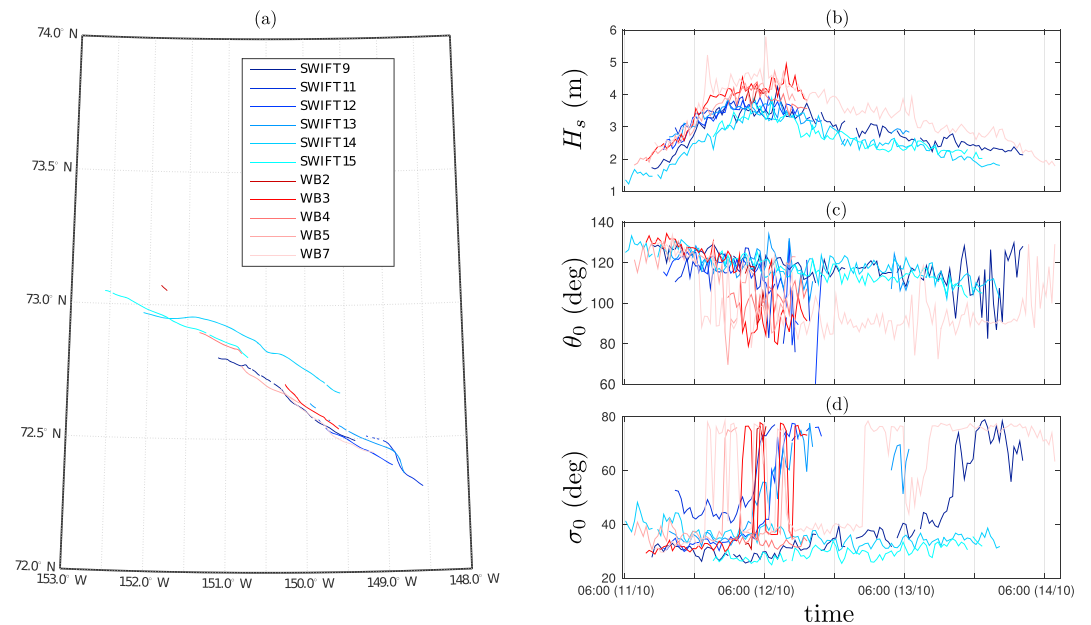 (a)
74.0° N
73.5° N
73.0° N
72.5° N
72.0° N
153.0° W
152.0° W
151.0° W
150.0° W
149.0° W
148.0° W
SWIFT9
SWIFT11
SWIFT12
SWIFT13
SWIFT14
SWIFT15
WB2
WB3
WB4
WB5
WB7
(b)
H_s (m)
6
5
4
3
2
1
(c)
θ_0 (deg)
140
120
100
80
60
(d)
σ_0 (deg)
80
60
40
20
06:00 (11/10)
06:00 (12/10)
06:00 (13/10)
06:00 (14/10)
time